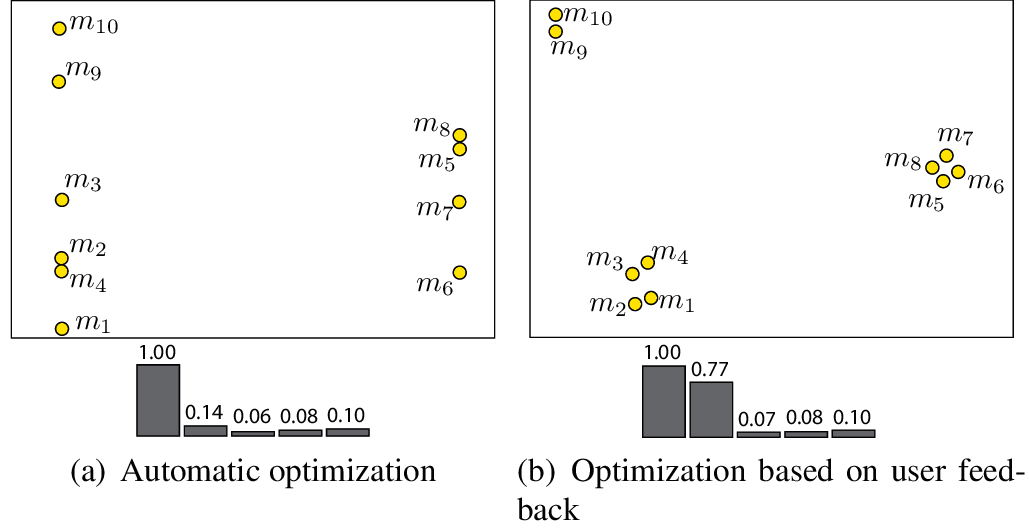 m10
m9
m8
m5
m3
m7
m2
m4
m6
m1
1.00
0.14 0.06 0.08 0.10
(a) Automatic optimization
m10
m9
m7
m8
m6
m5
m3 m4
m2 m1
1.00
0.77
0.07 0.08 0.10
(b) Optimization based on user feed-
back